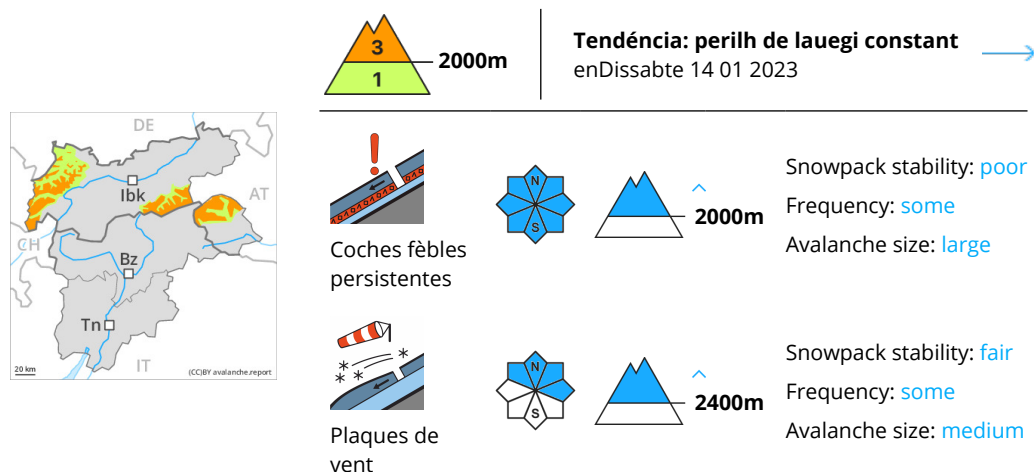 3
1
2000m
Tendéncia: perilh de lauegi constant
enDissabte 14 01 2023
DE
Ibk
AT
CH
Bz
Tn
IT
20 km
(CC)BY avalanche.report
N
S
2000m
Coches fèbles
persistentes
Snowpack stability: poor
Frequency: some
Avalanche size: large
N
S
2400m
Plaques de
vent
Snowpack stability: fair
Frequency: some
Avalanche size: medium